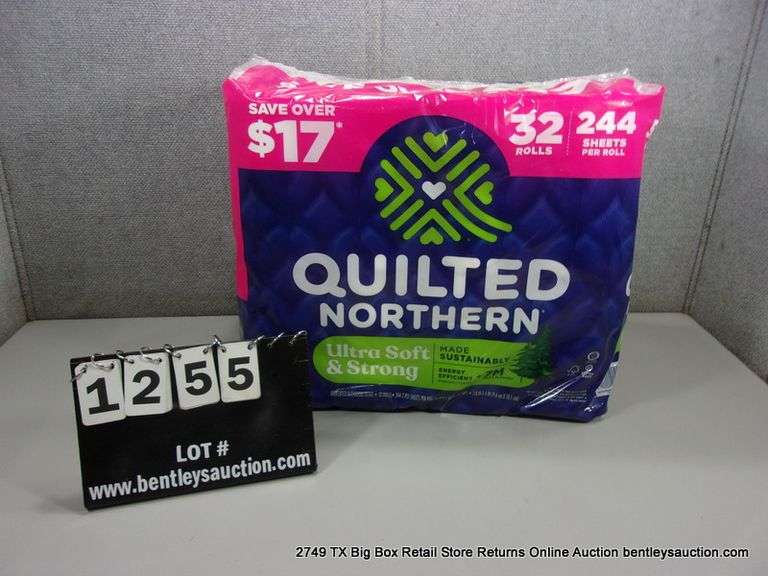 SAVE OVER
$17*
32
ROLLS
244
SHEETS
PER ROLL
QUILTED
NORTHERN
Ultra Soft
& Strong
MADE
SUSTAINABLY
ENERGY
EFFICIENT
1255
LOT #
www.bentleysauction.com
2749 TX Big Box Retail Store Returns Online Auction bentleysauction.com